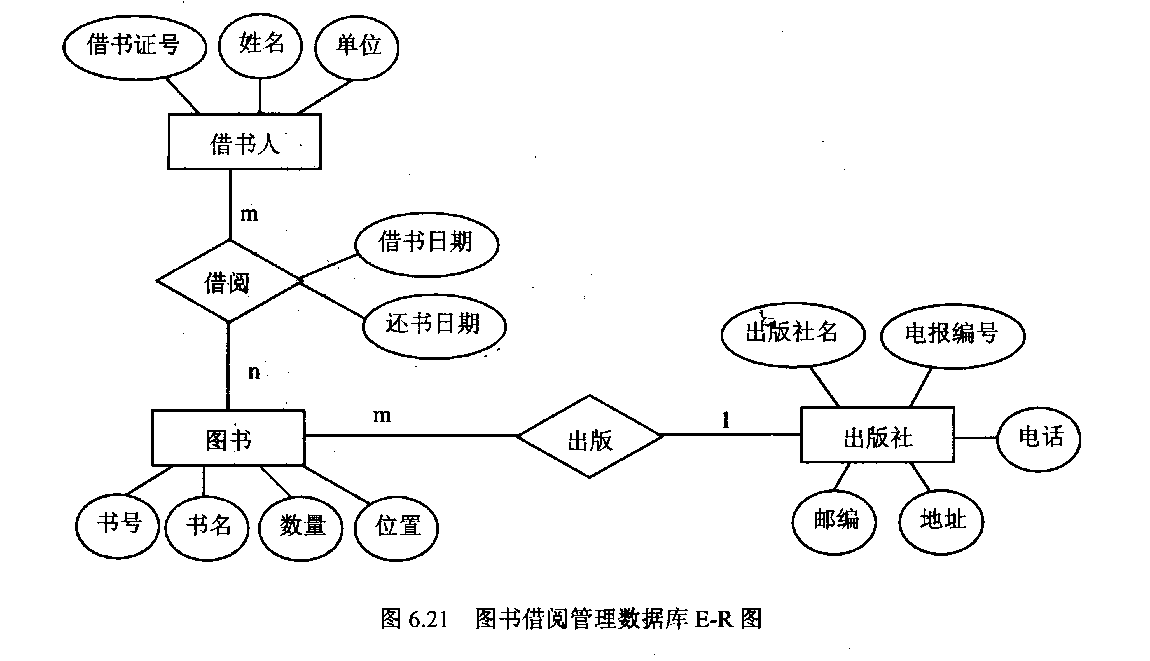 借书证号 姓名 单位
借书人
m
借书日期
借阅
还书日期
出版社名 电报编号
n
图书 m 出版 1 出版社 电话
书号 书名 数量 位置 邮编 地址
图 6.21 图书借阅管理数据库 E-R 图